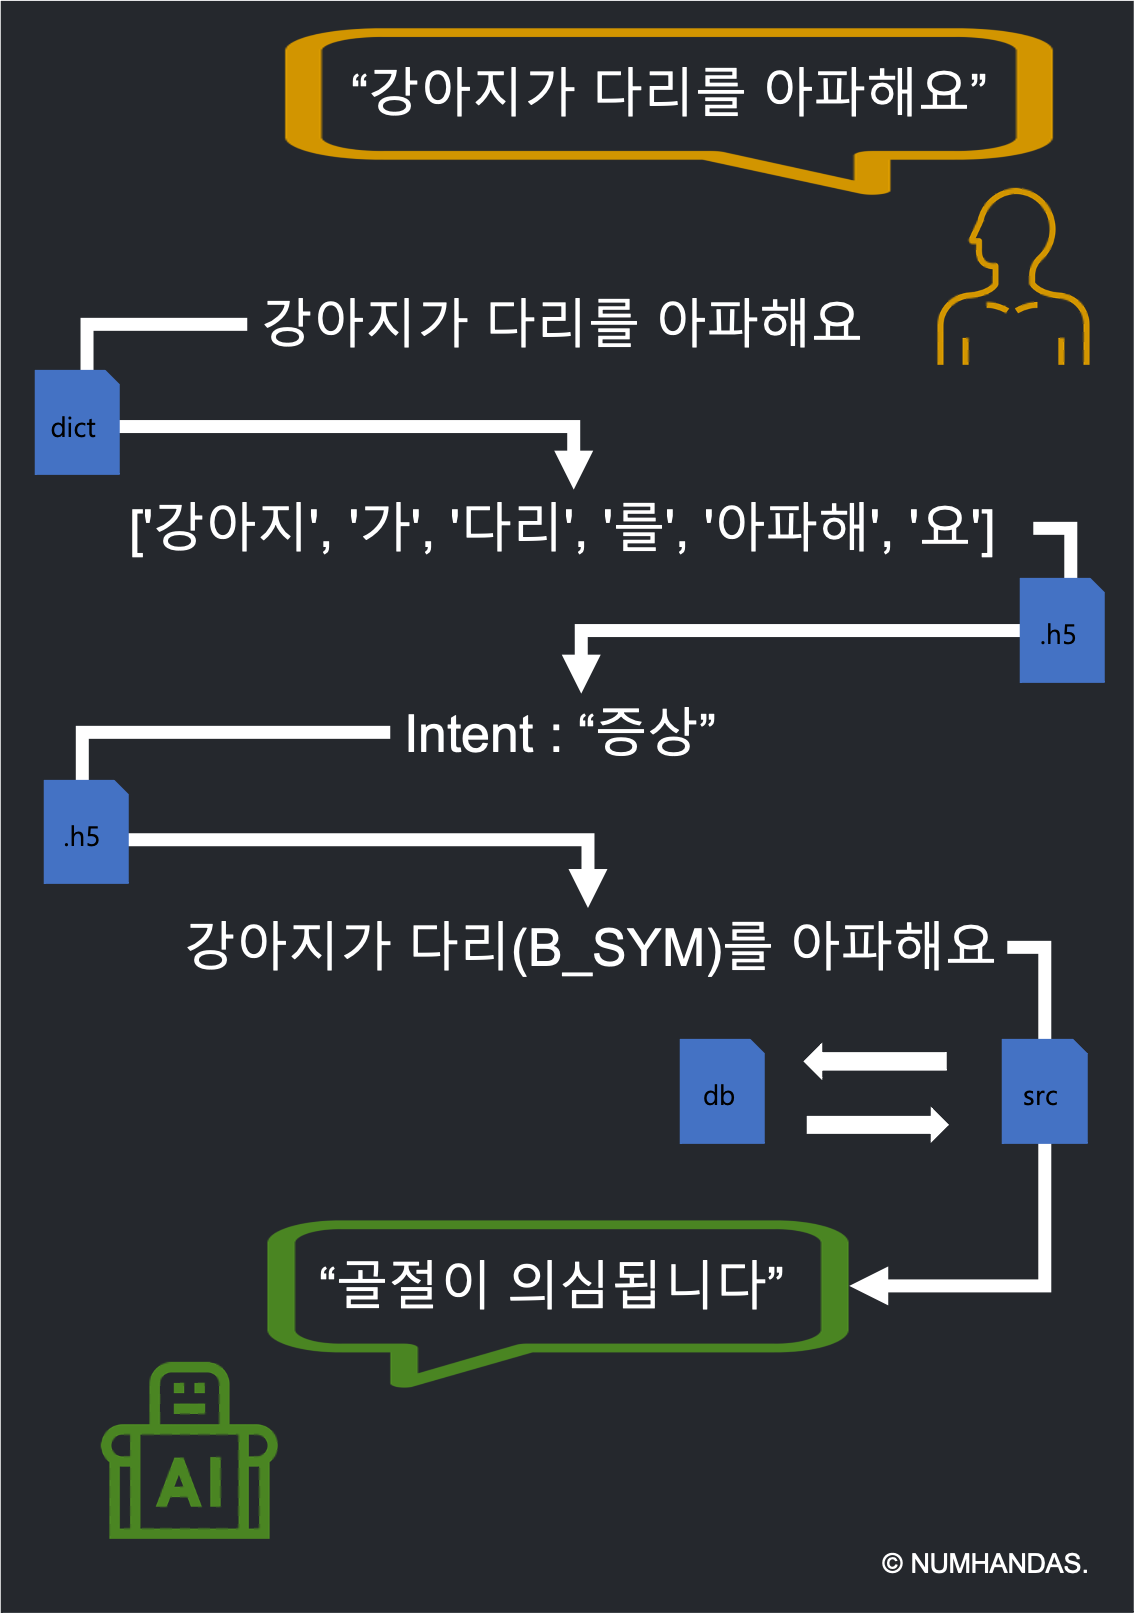 “강아지가 다리를 아파해요”
강아지가 다리를 아파해요
dict
['강아지', '가', '다리', '를', '아파해', '요']
.h5
Intent : “증상”
.h5
강아지가 다리(B_SYM)를 아파해요
db
src
“골절이 의심됩니다”
AI
© NUMHANDAS.